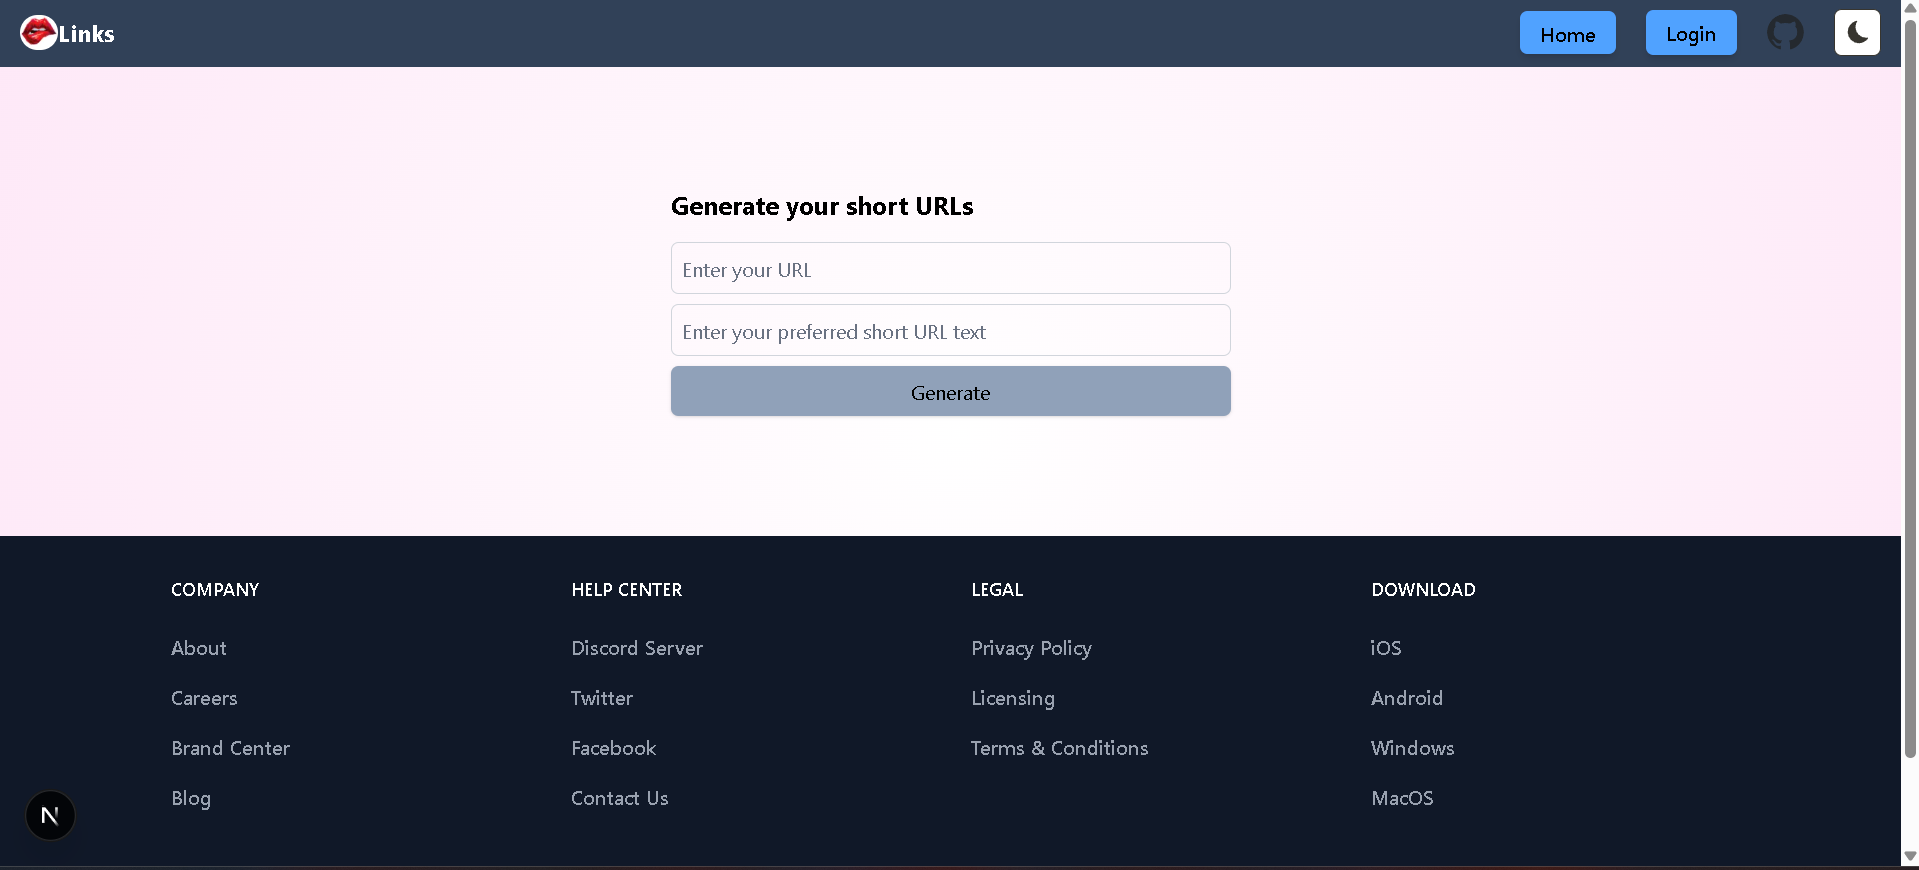 Links
Home
Login
Generate your short URLs
Enter your URL
Enter your preferred short URL text
Generate
COMPANY
About
Careers
Brand Center
Blog
HELP CENTER
Discord Server
Twitter
Facebook
Contact Us
LEGAL
Privacy Policy
Licensing
Terms & Conditions
DOWNLOAD
iOS
Android
Windows
MacOS
N